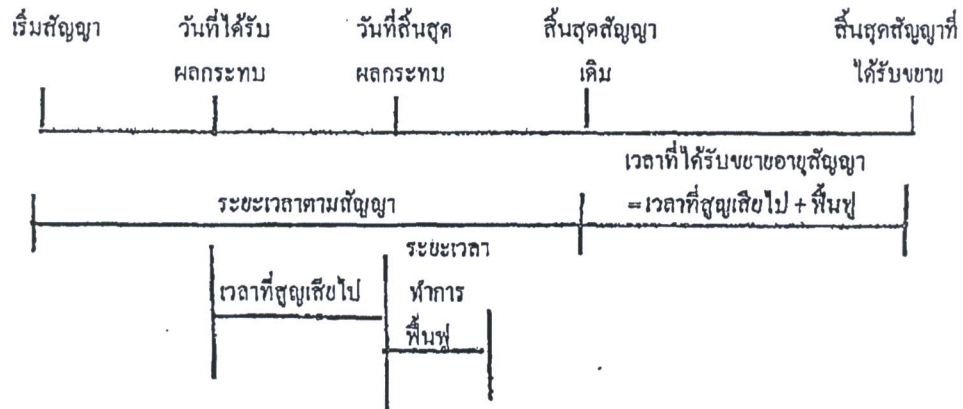 เริ่มสัญญา วันที่ได้รับ วันที่สิ้นสุด สิ้นสุดสัญญา สิ้นสุดสัญญาที่
ผลกระทบ ผลกระทบ เดิม ได้รับขยาย
เวลาที่ได้รับขยายอายุสัญญา
ระยะเวลาตามสัญญา =เวลาที่สูญเสียไป + ฟื้นฟู
ระยะเวลา
เวลาที่สูญเสียไป ทำการ
ฟื้นฟู